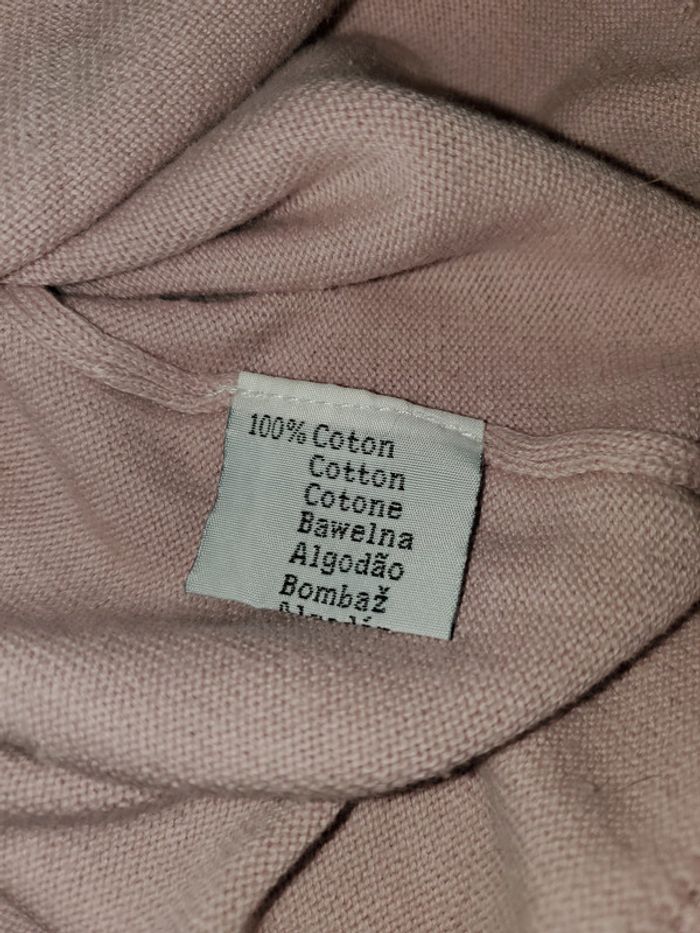 100% Coton
Cotton
Cotone
Bawelna
Algodão
Bombaž